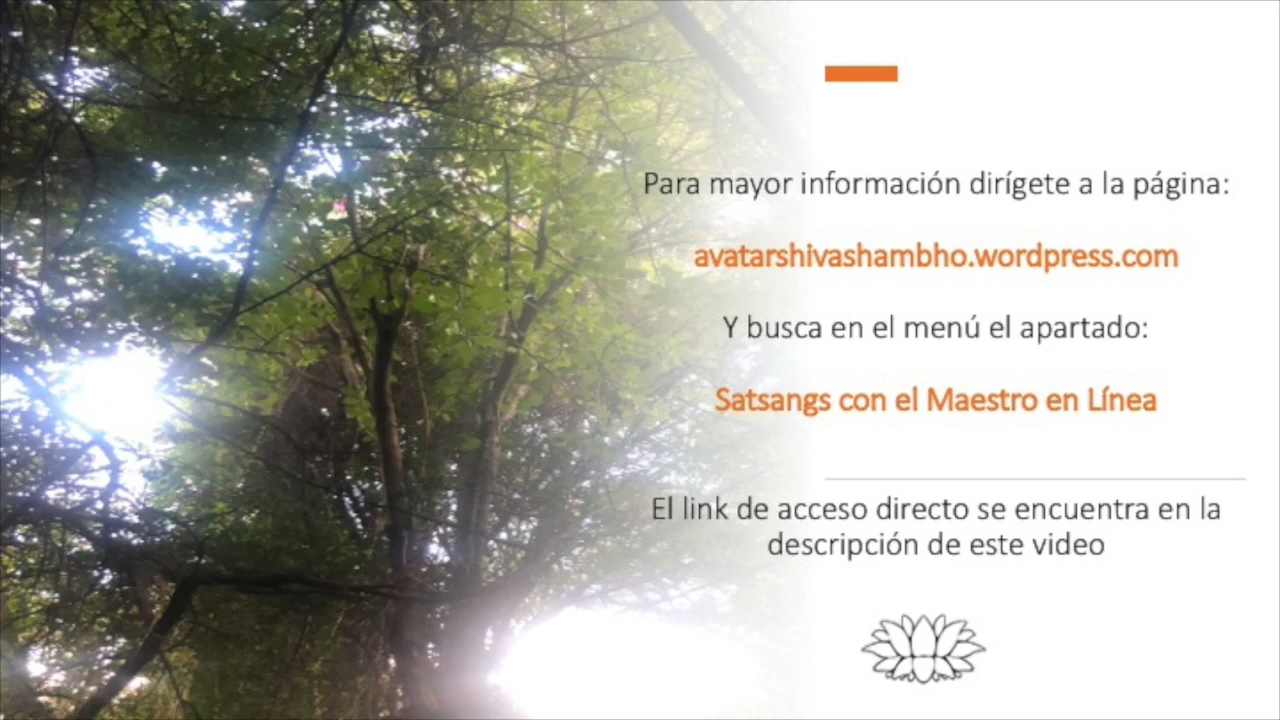 Para mayor información dirígete a la página:
avatarshivashambho.wordpress.com
Y busca en el menú el apartado:
Satsangs con el Maestro en Línea
El link de acceso directo se encuentra en la
descripción de este video